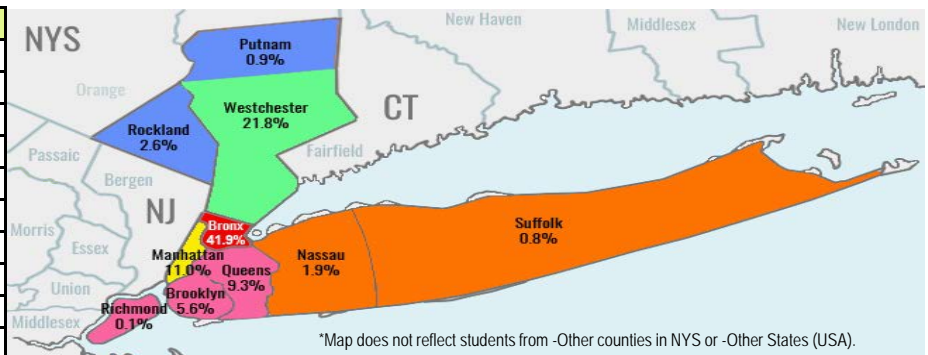 New Haven
Middlesex
New London
NYS
Putnam
0.9%
Orange
Westchester
21.8%
CT
Rockland
2.6%
Fairfield
Passaic
Bergen
NJ
Morris
Essex
Bronx
41.9%
Suffolk
0.8%
Manhattan
11.0%
Nassau
1.9%
Queens
9.3%
Union
Brooklyn
5.6%
Richmond
0.1%
Middlesex
*Map does not reflect students from -Other counties in NYS or -Other States (USA).